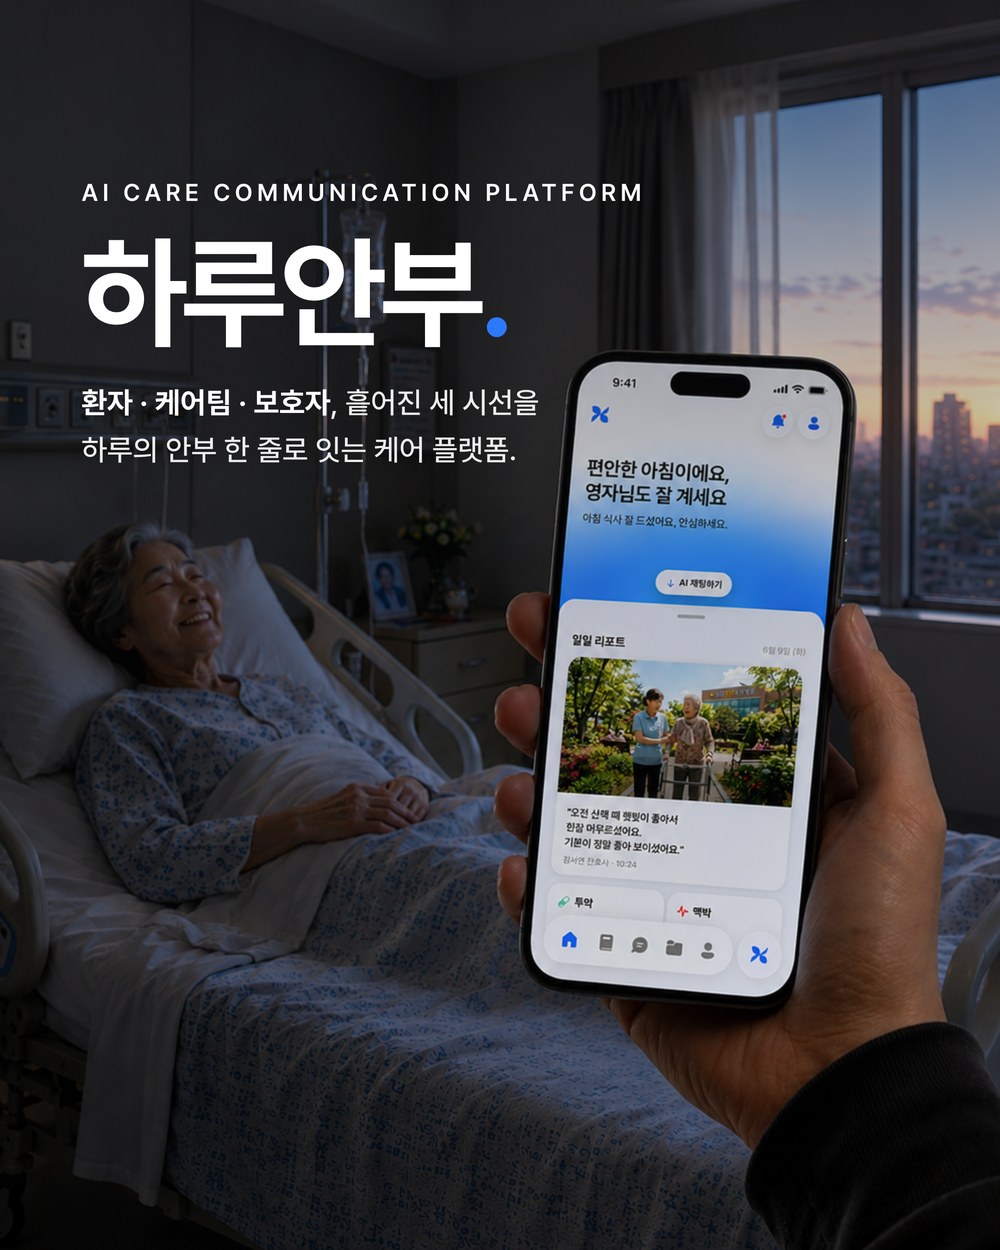 AI CARE COMMUNICATION PLATFORM
하루안부.
환자 · 케어팀 · 보호자, 흩어진 세 시선을
하루의 안부 한 줄로 잇는 케어 플랫폼.
9:41
편안한 아침이에요,
영자님도 잘 계세요
아침 식사 잘 드셨어요, 안심하세요.
↓ AI 채팅하기
일일 리포트
6월 9일 (화)
"오전 산책 때 햇빛이 좋아서
한참 머무르셨어요.
기분이 정말 좋아 보이셨어요."
김서연 간호사 · 10:24
투약
맥박